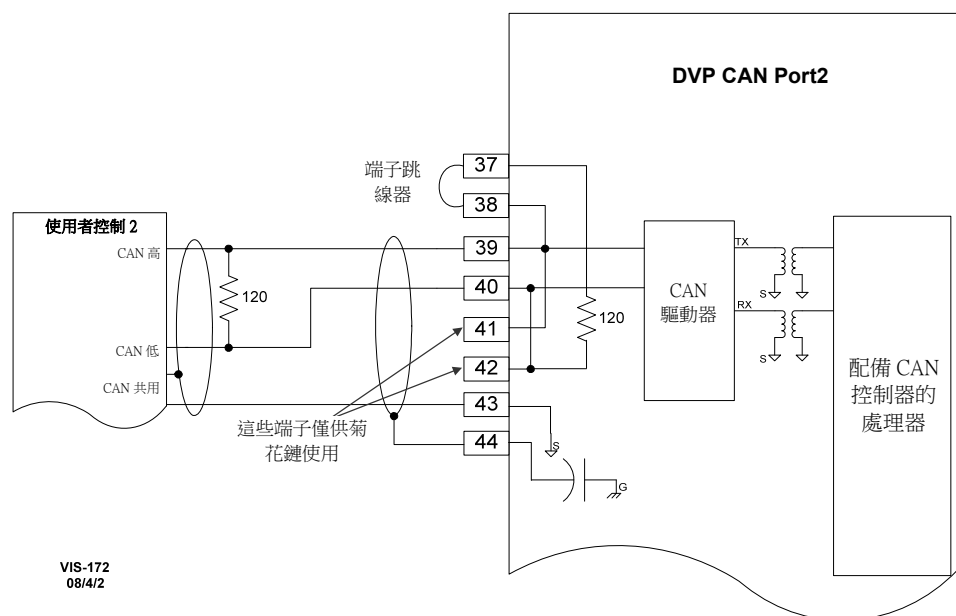 DVP CAN Port2
端子跳
線器
37
38
39
40
41
42
43
44
使用者控制 2
CAN 高
120
CAN 低
CAN 共用
這些端子僅供菊
花鏈使用
120
CAN
驅動器
TX
RX
S
S
S
G
配備 CAN
控制器的
處理器
VIS-172
08/4/2